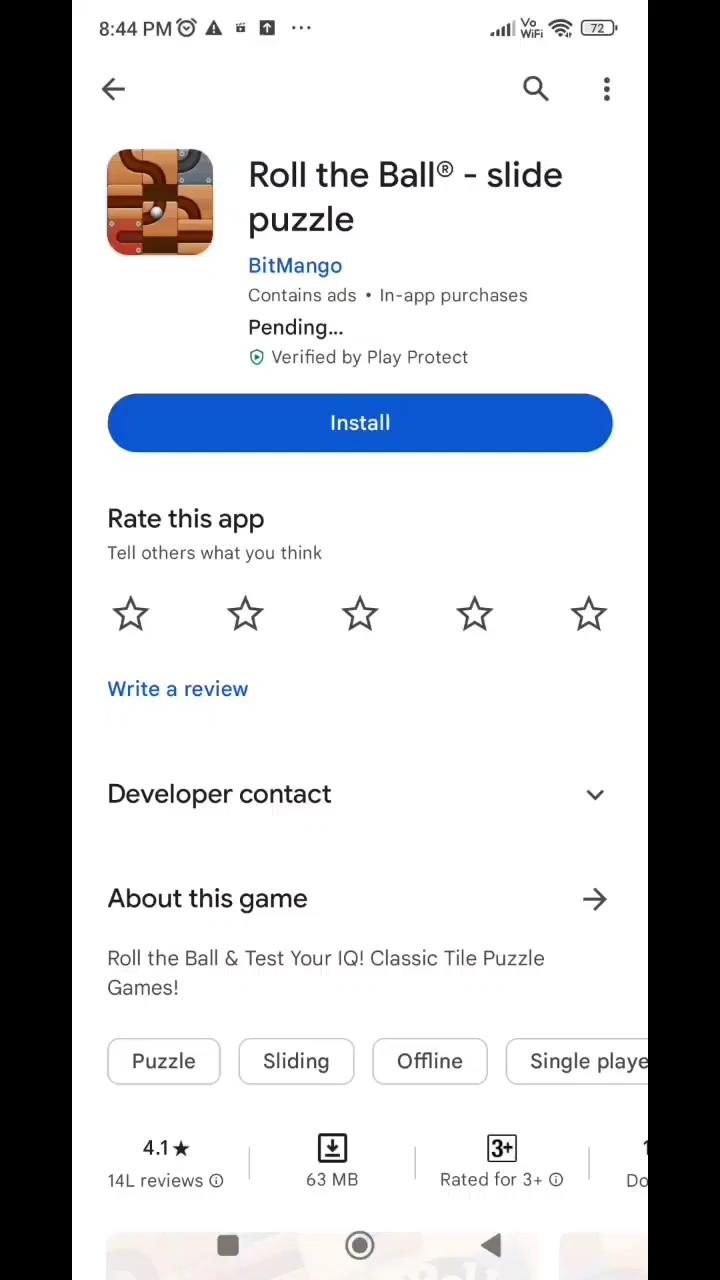 8:44 PM ... Vo WiFi 72
Roll the Ball® - slide
puzzle
BitMango
Contains ads • In-app purchases
Pending...
Verified by Play Protect
Install
Rate this app
Tell others what you think
Write a review
Developer contact
About this game
Roll the Ball & Test Your IQ! Classic Tile Puzzle
Games!
Puzzle Sliding Offline Single playe
4.1★ 3+ 1
14L reviews 63 MB Rated for 3+ Do